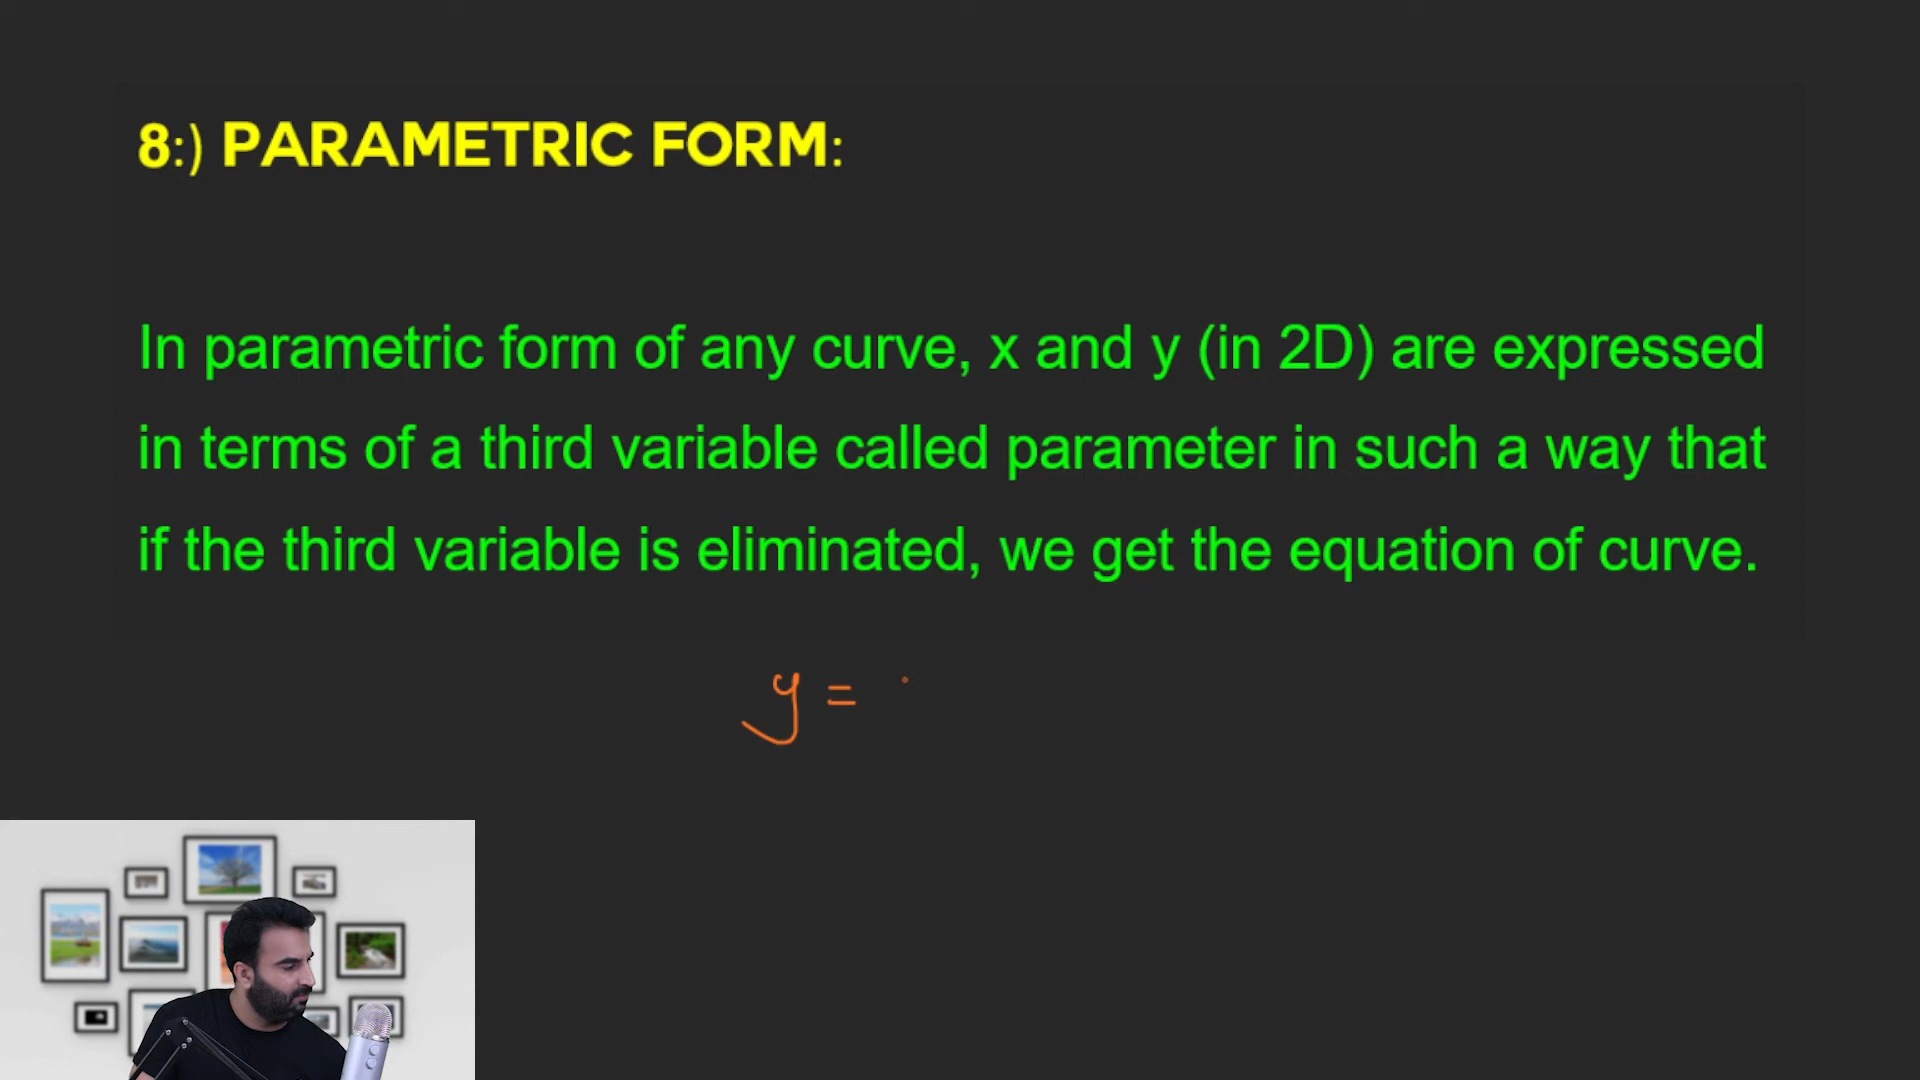 8:) PARAMETRIC FORM:
In parametric form of any curve, x and y (in 2D) are expressed
in terms of a third variable called parameter in such a way that
if the third variable is eliminated, we get the equation of curve.
y =